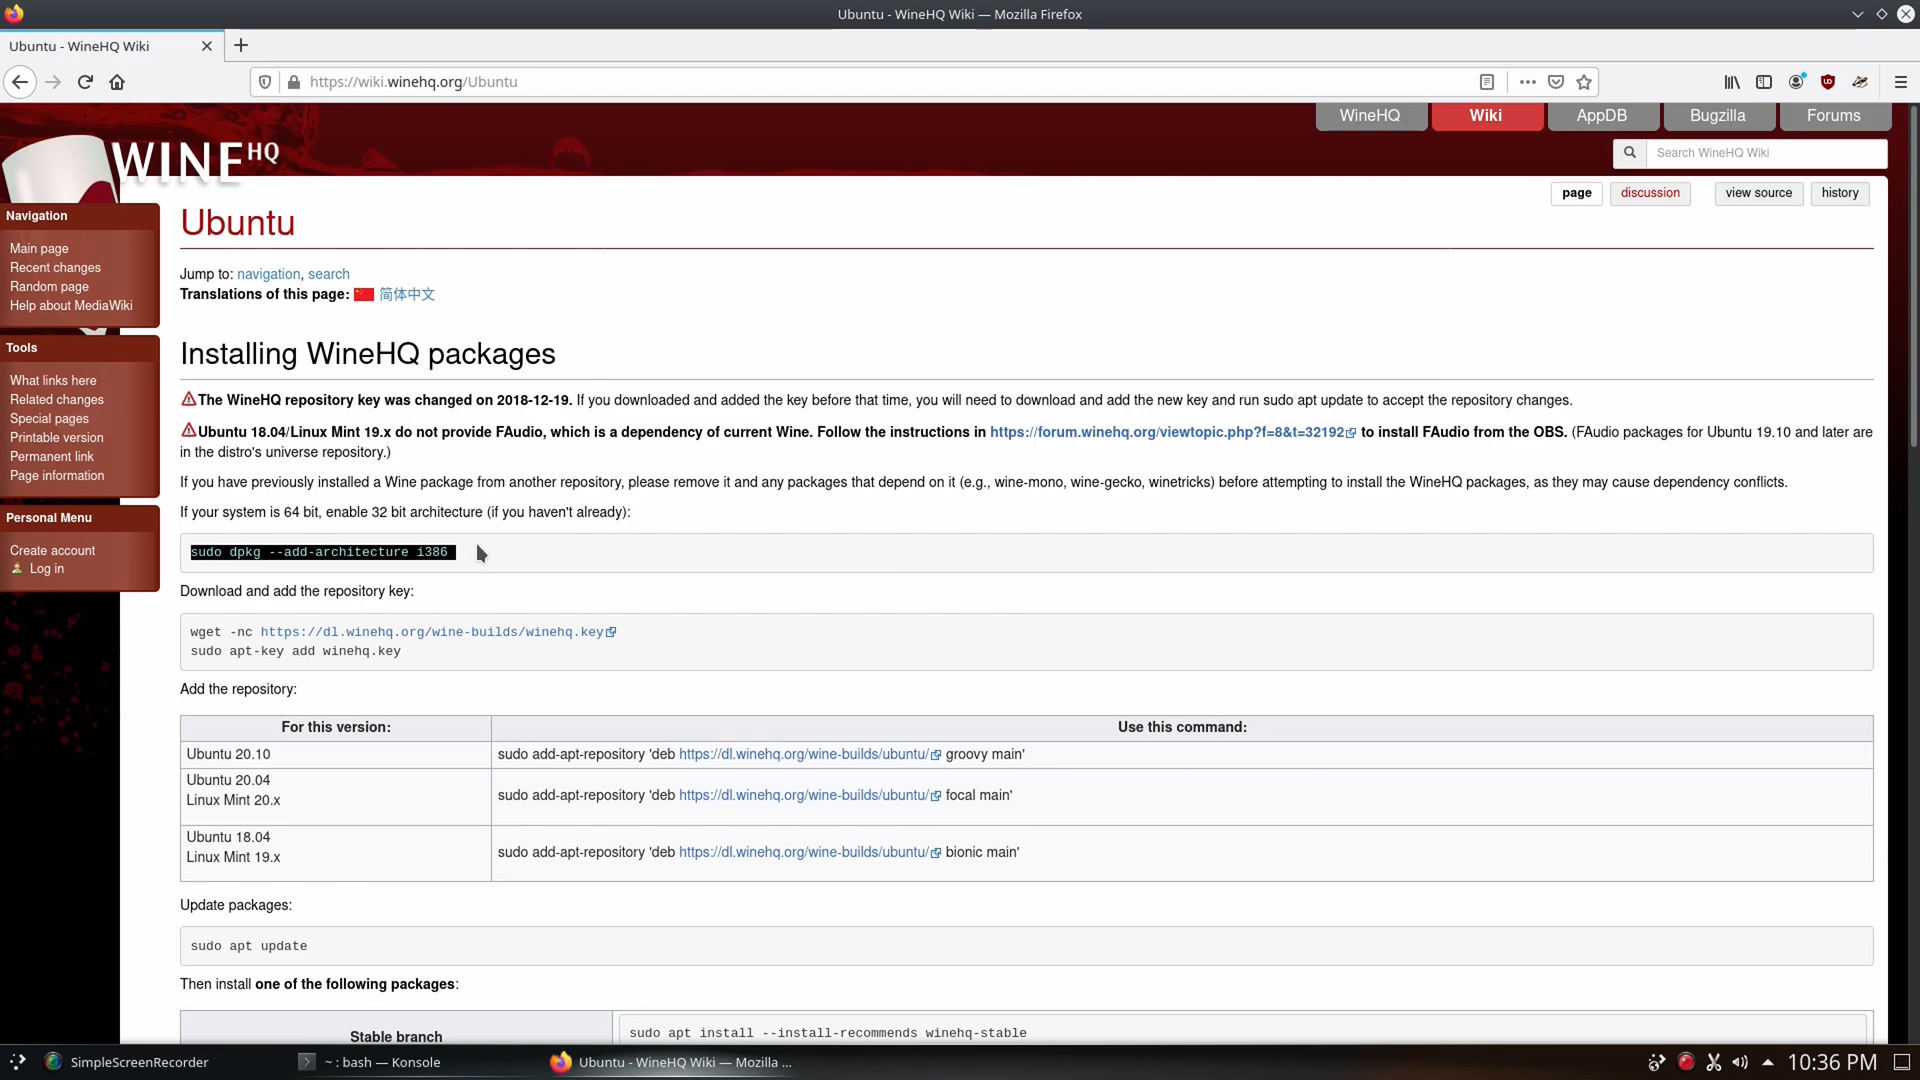 Ubuntu - WineHQ Wiki — Mozilla Firefox
Ubuntu - WineHQ Wiki
https://wiki.winehq.org/Ubuntu
WineHQ
Wiki
AppDB
Bugzilla
Forums
WINE HQ
Search WineHQ Wiki
page
discussion
view source
history
Navigation
Main page
Recent changes
Random page
Help about MediaWiki
Tools
What links here
Related changes
Special pages
Printable version
Permanent link
Page information
Personal Menu
Create account
Log in
Ubuntu
Jump to: navigation, search
Translations of this page: 简体中文
Installing WineHQ packages
The WineHQ repository key was changed on 2018-12-19. If you downloaded and added the key before that time, you will need to download and add the new key and run sudo apt update to accept the repository changes.
Ubuntu 18.04/Linux Mint 19.x do not provide FAudio, which is a dependency of current Wine. Follow the instructions in https://forum.winehq.org/viewtopic.php?f=8&t=32192 to install FAudio from the OBS. (FAudio packages for Ubuntu 19.10 and later are
in the distro's universe repository.)
If you have previously installed a Wine package from another repository, please remove it and any packages that depend on it (e.g., wine-mono, wine-gecko, winetricks) before attempting to install the WineHQ packages, as they may cause dependency conflicts.
If your system is 64 bit, enable 32 bit architecture (if you haven't already):
sudo dpkg --add-architecture i386
Download and add the repository key:
wget -nc https://dl.winehq.org/wine-builds/winehq.key
sudo apt-key add winehq.key
Add the repository:
For this version:
Use this command:
Ubuntu 20.10
sudo add-apt-repository 'deb https://dl.winehq.org/wine-builds/ubuntu/ groovy main'
Ubuntu 20.04
Linux Mint 20.x
sudo add-apt-repository 'deb https://dl.winehq.org/wine-builds/ubuntu/ focal main'
Ubuntu 18.04
Linux Mint 19.x
sudo add-apt-repository 'deb https://dl.winehq.org/wine-builds/ubuntu/ bionic main'
Update packages:
sudo apt update
Then install one of the following packages:
Stable branch
sudo apt install --install-recommends winehq-stable
SimpleScreenRecorder
~ : bash — Konsole
Ubuntu - WineHQ Wiki — Mozilla ...
10:36 PM